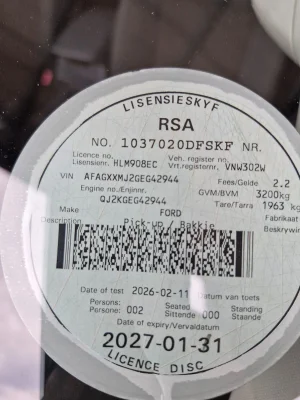 LISENSIESKYF
RSA
NO. 1037020DFSKF NR.
Licence no. Veh. register no.
Lisensienr. HLM908EC Vrt.registernr. VNW302W
VIN AFAGXXMJ2GEG42944 Fees/Gelde 2.2
Engine no./Enjinnr. GVM/BVM 3200kg
QJ2KGEG42944 Tare/Tarra 1963 kg
Make FORD Fabrikaat
Description Pick-up / Bakkie Beskrywing
Date of test 2026-02-11 Datum van toets
Persons: Seated Standing
Persone: 002 Sittende 000 Staande
Date of expiry/Vervaldatum
2027-01-31
LICENCE DISC